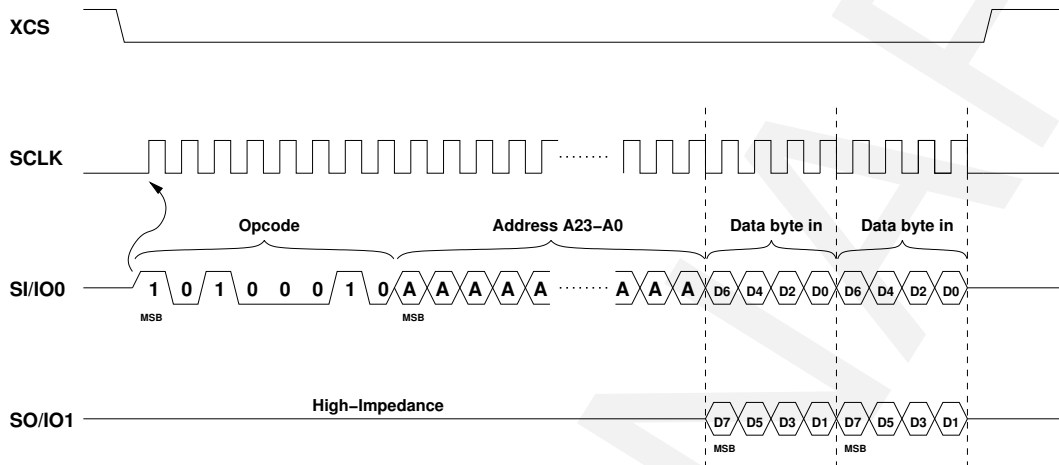 XCS
SCLK
Opcode Address A23–A0 Data byte in Data byte in
SI/IO0 1 0 1 0 0 0 1 0 A A A A A A A A D6 D4 D2 D0 D6 D4 D2 D0
MSB MSB
High–Impedance
SO/IO1 D7 D5 D3 D1 D7 D5 D3 D1
MSB MSB